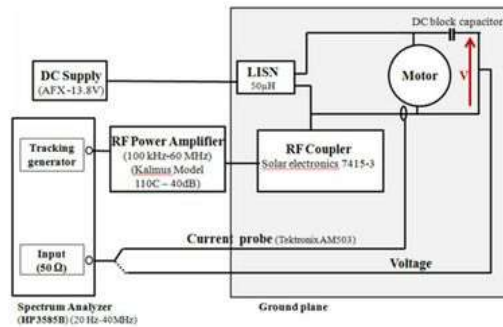 DC block capacitor
LISN
50µH
DC Supply
(AFX -13.8V)
Motor
V
Tracking
generator
RF Power Amplifier
(100 kHz-60 MHz)
(Kalmus Model
110C – 40dB)
RF Coupler
Solar electronics 7415-3
Input
(50 Ω)
Current probe (Tektronix AM503)
Voltage
Spectrum Analyzer
(HP3585B) (20 Hz-40MHz)
Ground plane